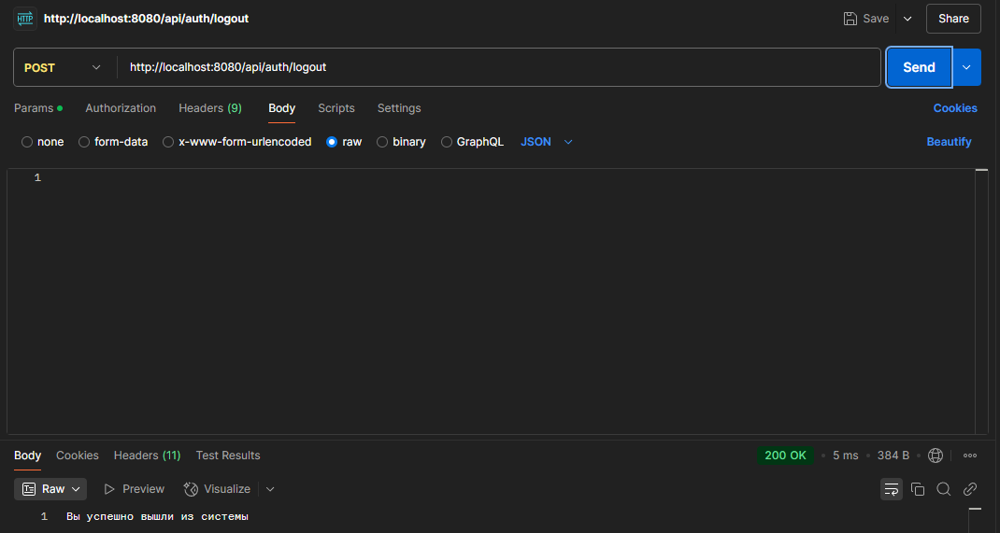 HTTP http://localhost:8080/api/auth/logout Save Share
POST http://localhost:8080/api/auth/logout Send
Params Authorization Headers (9) Body Scripts Settings Cookies
none form-data x-www-form-urlencoded raw binary GraphQL JSON Beautify
1
Body Cookies Headers (11) Test Results 200 OK • 5 ms • 384 B •
Raw Preview Visualize
1 Вы успешно вышли из системы